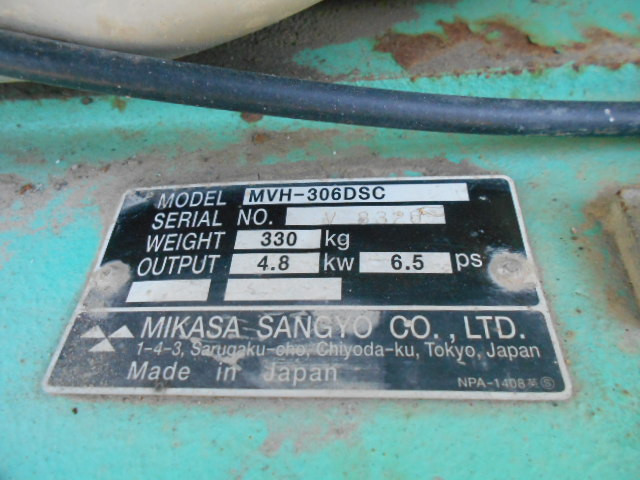 MODEL MVH-306DSC
SERIAL NO. V
WEIGHT 330 kg
OUTPUT 4.8 kw 6.5 ps
MIKASA SANGYO CO., LTD.
1-4-3, Sarugaku-cho, Chiyoda-ku, Tokyo, Japan
Made in Japan
NPA-1408